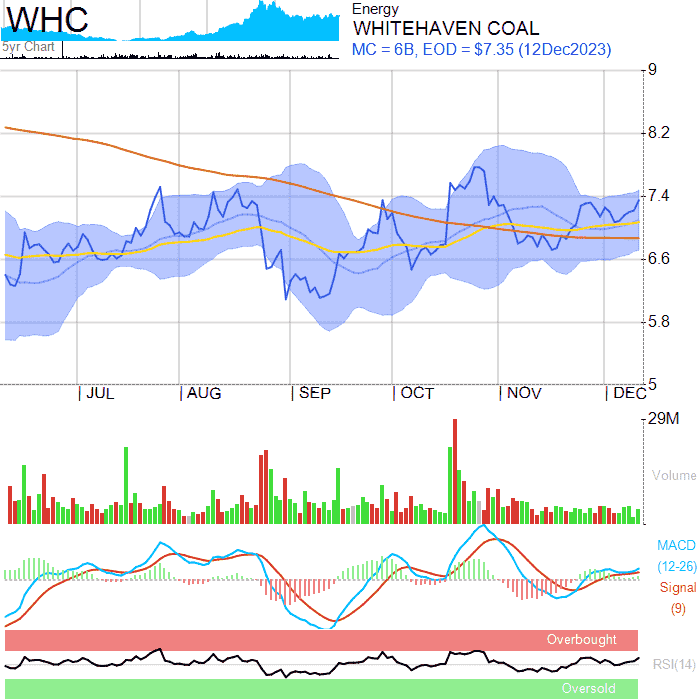 WHC
5yr Chart
Energy
WHITEHAVEN COAL
MC = 6B, EOD = $7.35 (12Dec2023)
9
8.2
7.4
6.6
5.8
5
JUL AUG SEP OCT NOV DEC
29M
Volume
MACD
(12-26)
Signal
(9)
Overbought
RSI(14)
Oversold